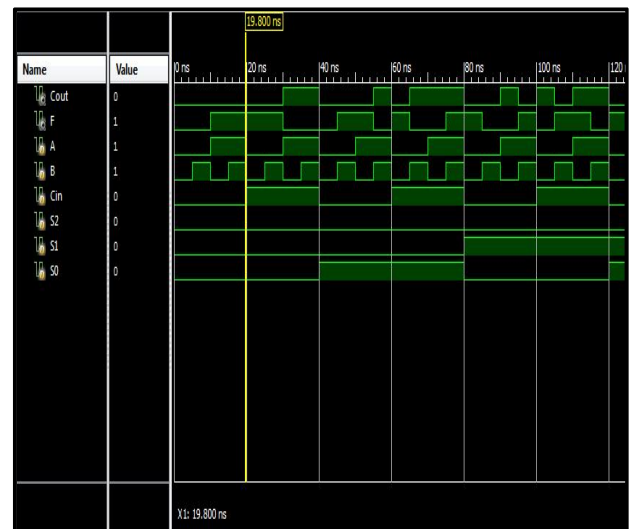 19.800 ns
Name Value 0 ns 20 ns 40 ns 60 ns 80 ns 100 ns 120
Cout 0
F 1
A 1
B 1
Cin 0
S2 0
S1 0
S0 0
X1: 19.800 ns